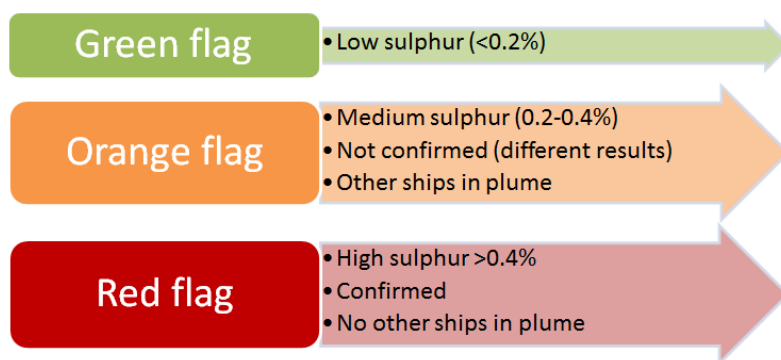 Green flag
• Low sulphur (<0.2%)
Orange flag
• Medium sulphur (0.2-0.4%)
• Not confirmed (different results)
• Other ships in plume
Red flag
• High sulphur >0.4%
• Confirmed
• No other ships in plume